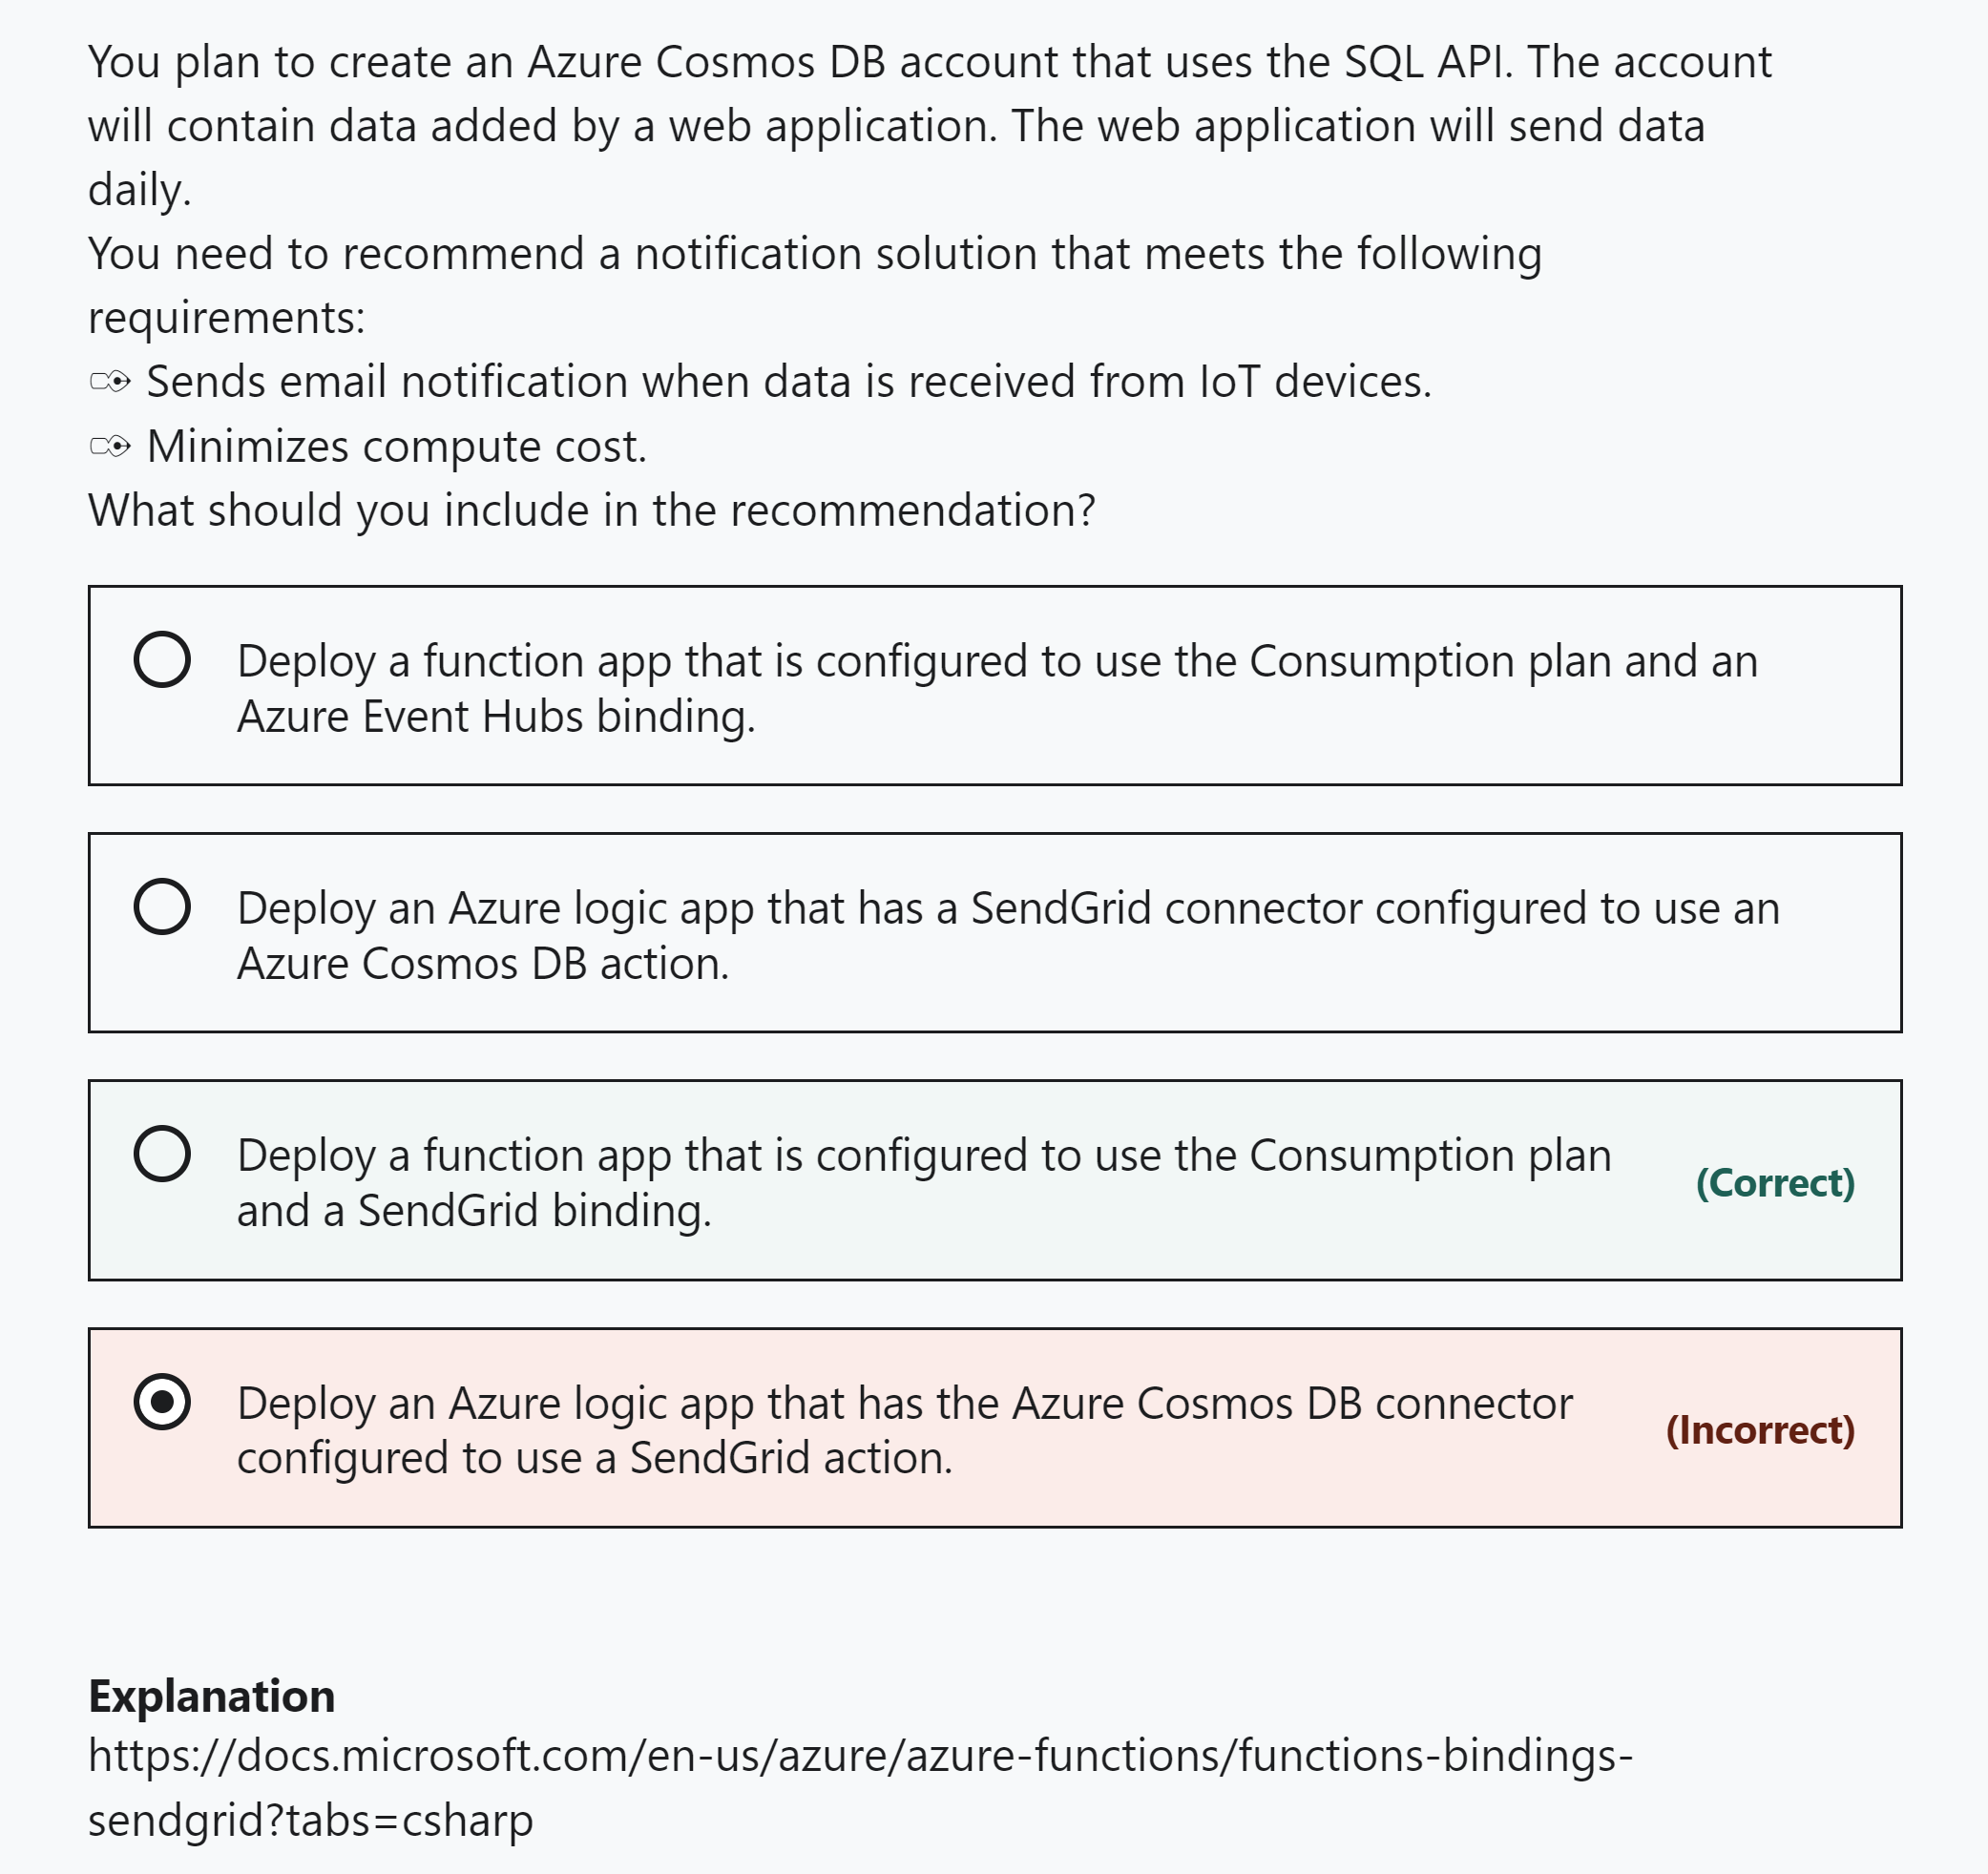 You plan to create an Azure Cosmos DB account that uses the SQL API. The account
will contain data added by a web application. The web application will send data
daily.
You need to recommend a notification solution that meets the following
requirements:
✑ Sends email notification when data is received from IoT devices.
✑ Minimizes compute cost.
What should you include in the recommendation?
Deploy a function app that is configured to use the Consumption plan and an
Azure Event Hubs binding.
Deploy an Azure logic app that has a SendGrid connector configured to use an
Azure Cosmos DB action.
Deploy a function app that is configured to use the Consumption plan
and a SendGrid binding.
(Correct)
Deploy an Azure logic app that has the Azure Cosmos DB connector
configured to use a SendGrid action.
(Incorrect)
Explanation
https://docs.microsoft.com/en-us/azure/azure-functions/functions-bindings-
sendgrid?tabs=csharp